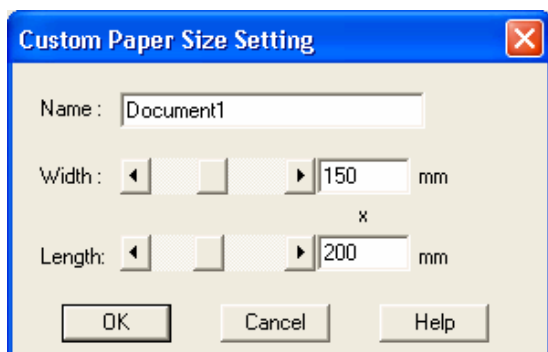 Custom Paper Size Setting
Name : Document1
Width : 150 mm
x
Length: 200 mm
OK Cancel Help